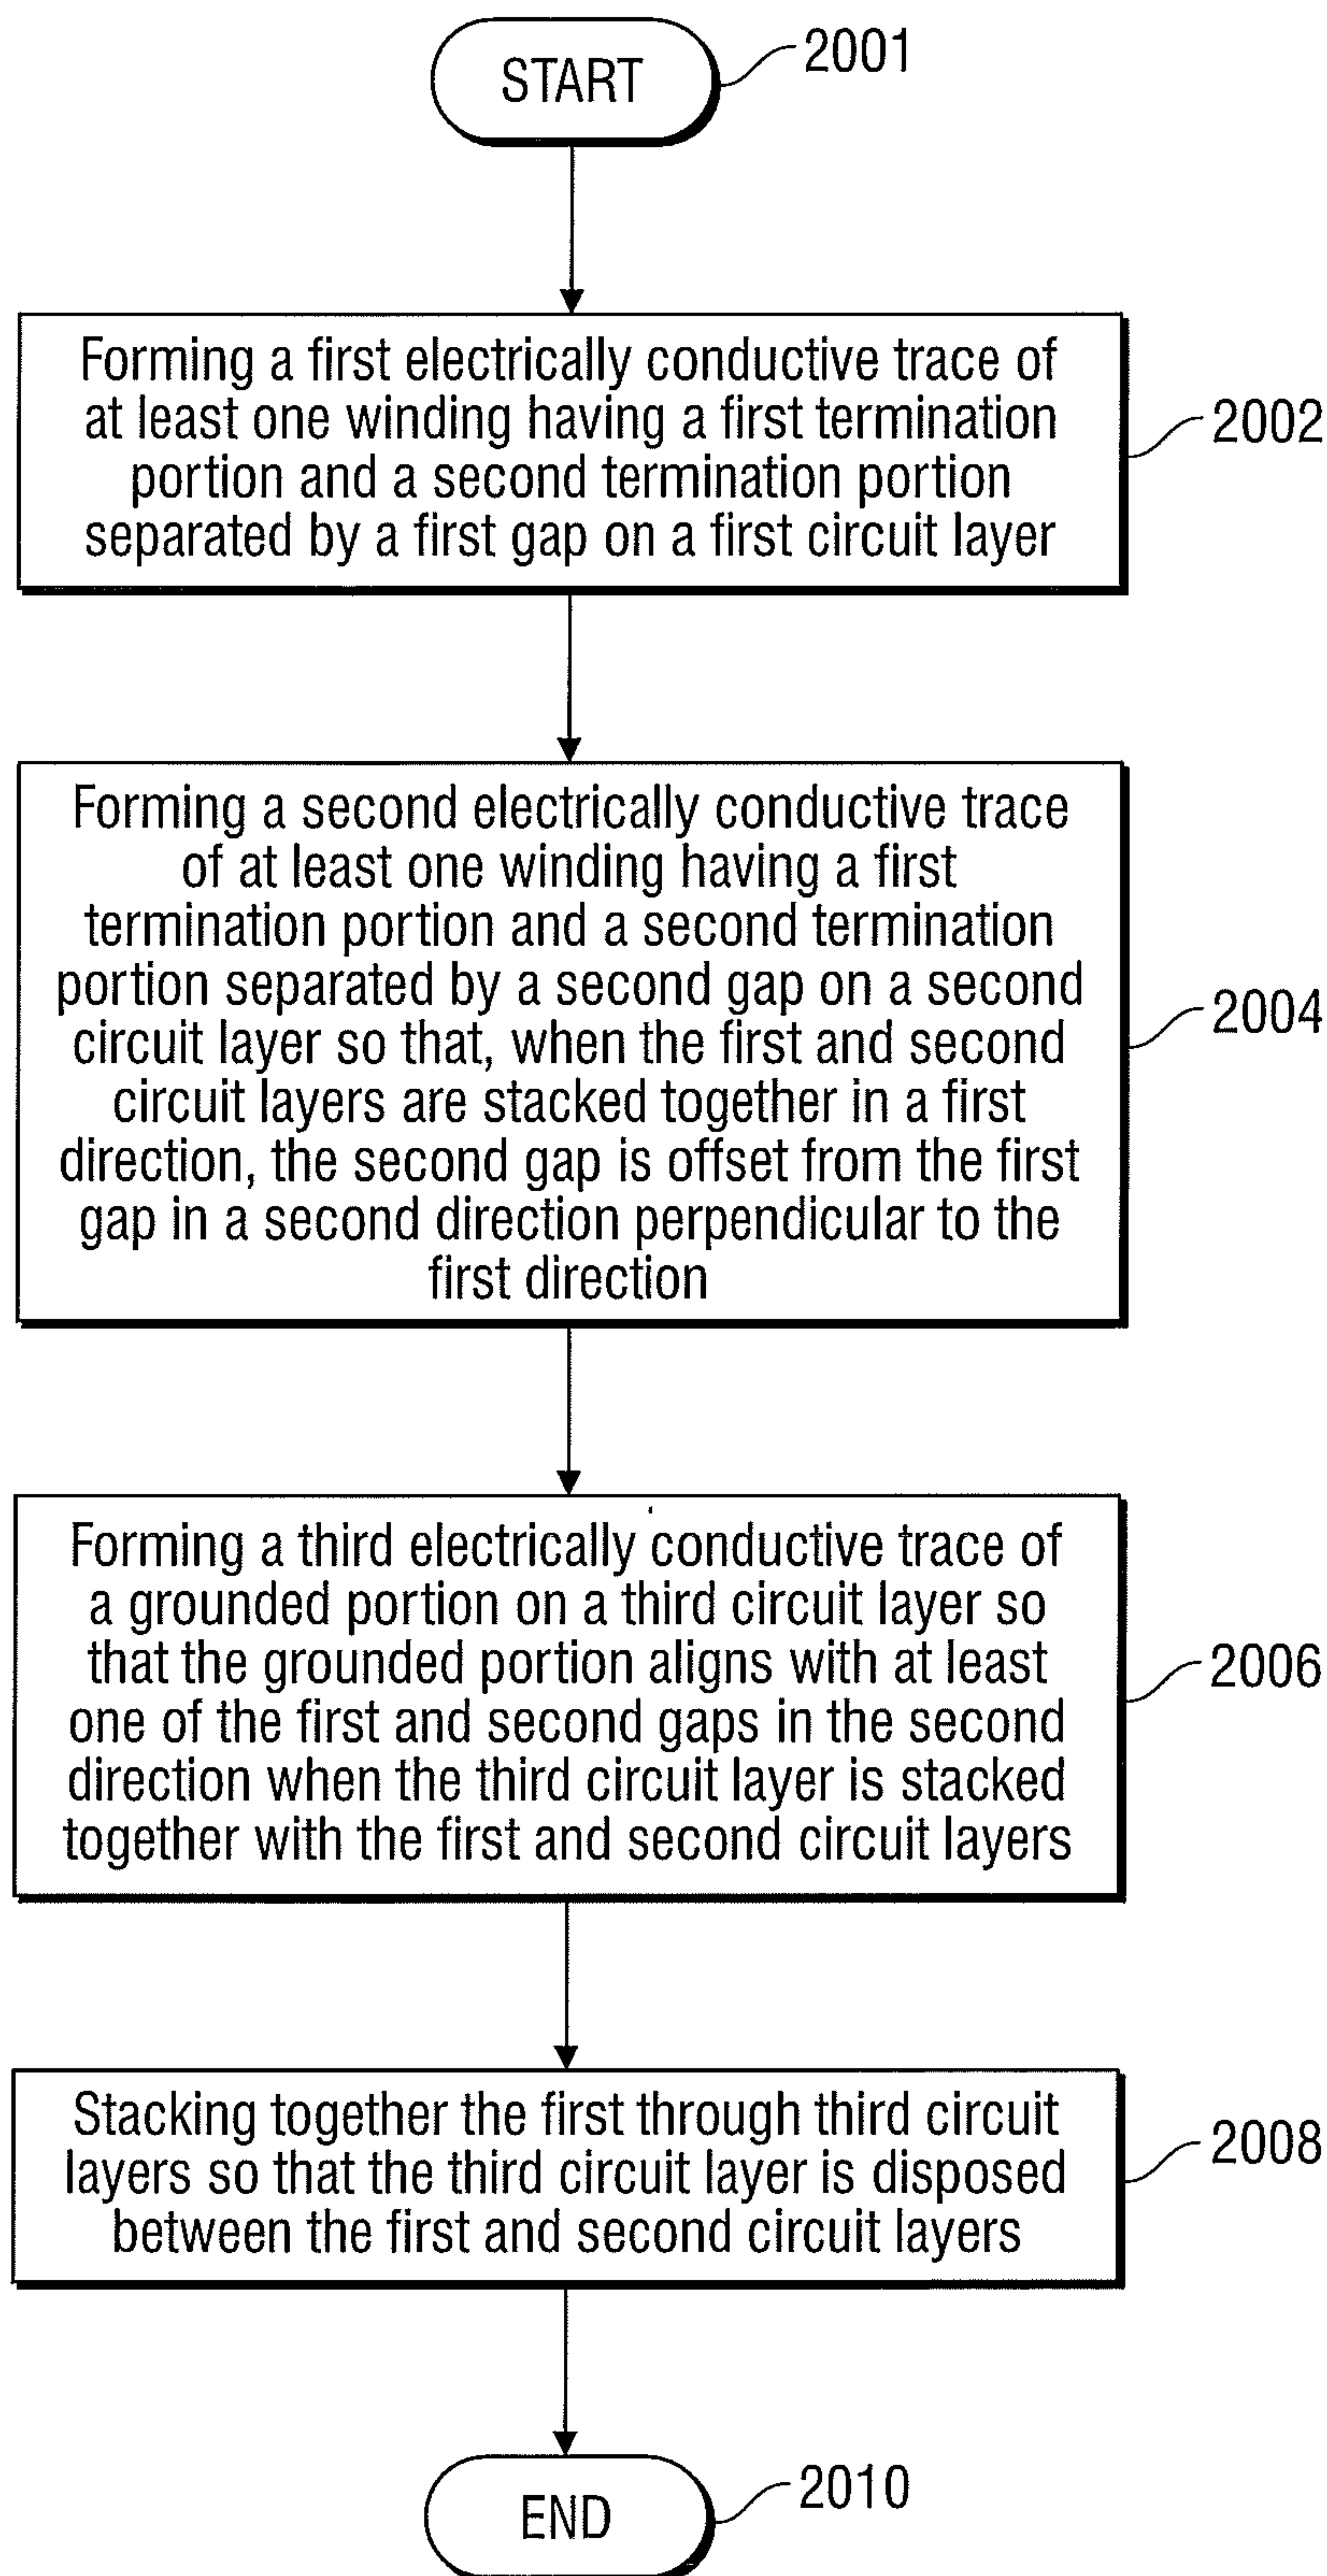 START
2001
Forming a first electrically conductive trace of
at least one winding having a first termination
portion and a second termination portion
separated by a first gap on a first circuit layer
2002
Forming a second electrically conductive trace
of at least one winding having a first
termination portion and a second termination
portion separated by a second gap on a second
circuit layer so that, when the first and second
circuit layers are stacked together in a first
direction, the second gap is offset from the first
gap in a second direction perpendicular to the
first direction
2004
Forming a third electrically conductive trace of
a grounded portion on a third circuit layer so
that the grounded portion aligns with at least
one of the first and second gaps in the second
direction when the third circuit layer is stacked
together with the first and second circuit layers
2006
Stacking together the first through third circuit
layers so that the third circuit layer is disposed
between the first and second circuit layers
2008
END
2010